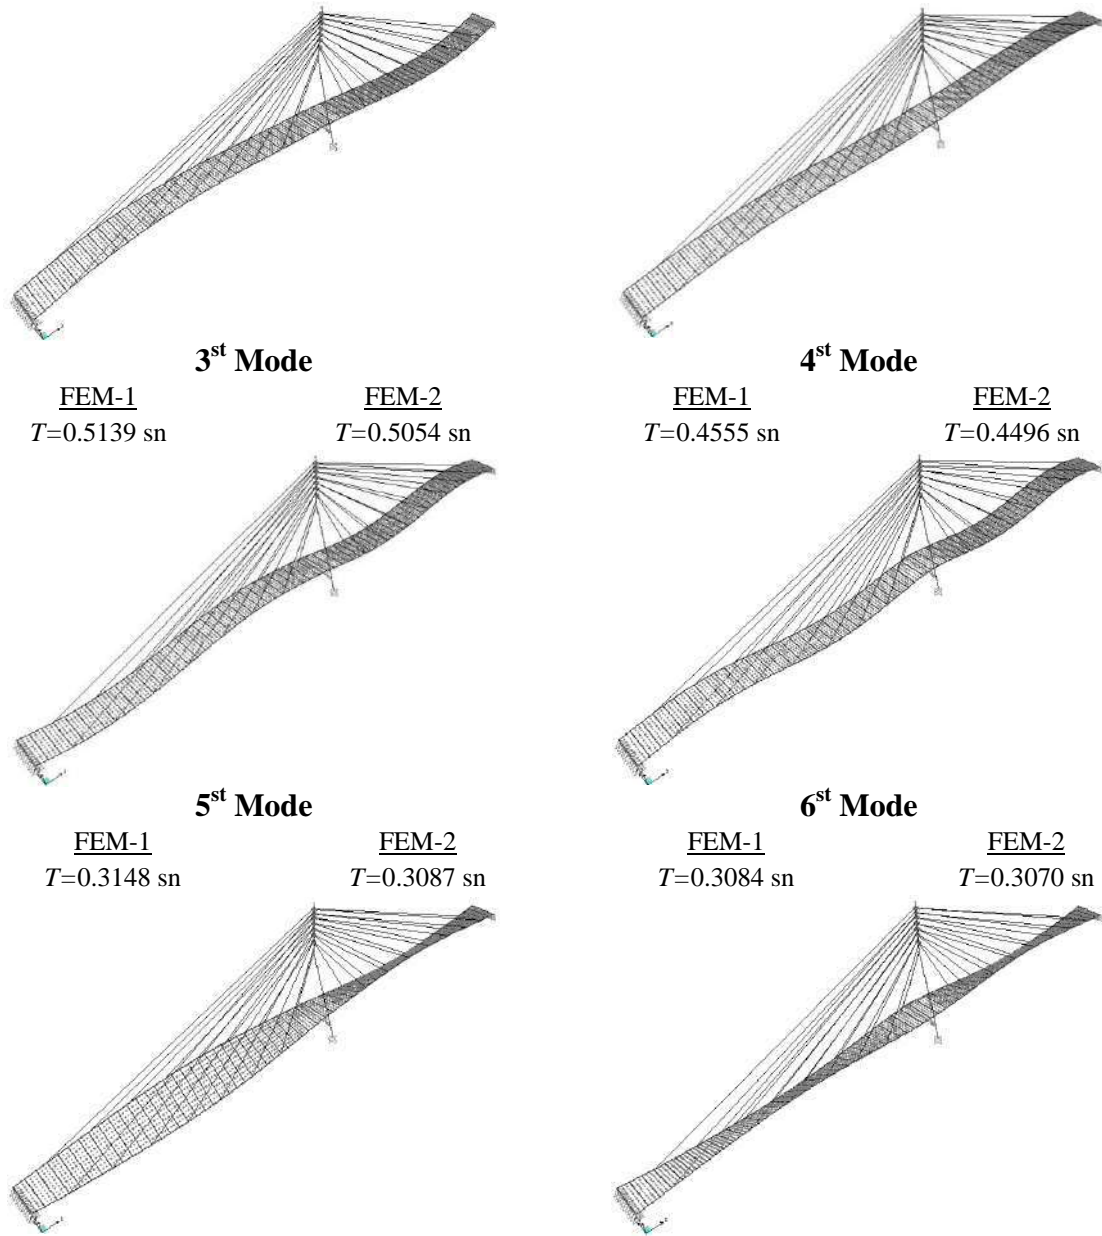 3st Mode
4st Mode
FEM-1 FEM-2 FEM-1 FEM-2
T=0.5139 sn T=0.5054 sn T=0.4555 sn T=0.4496 sn
5st Mode
6st Mode
FEM-1 FEM-2 FEM-1 FEM-2
T=0.3148 sn T=0.3087 sn T=0.3084 sn T=0.3070 sn